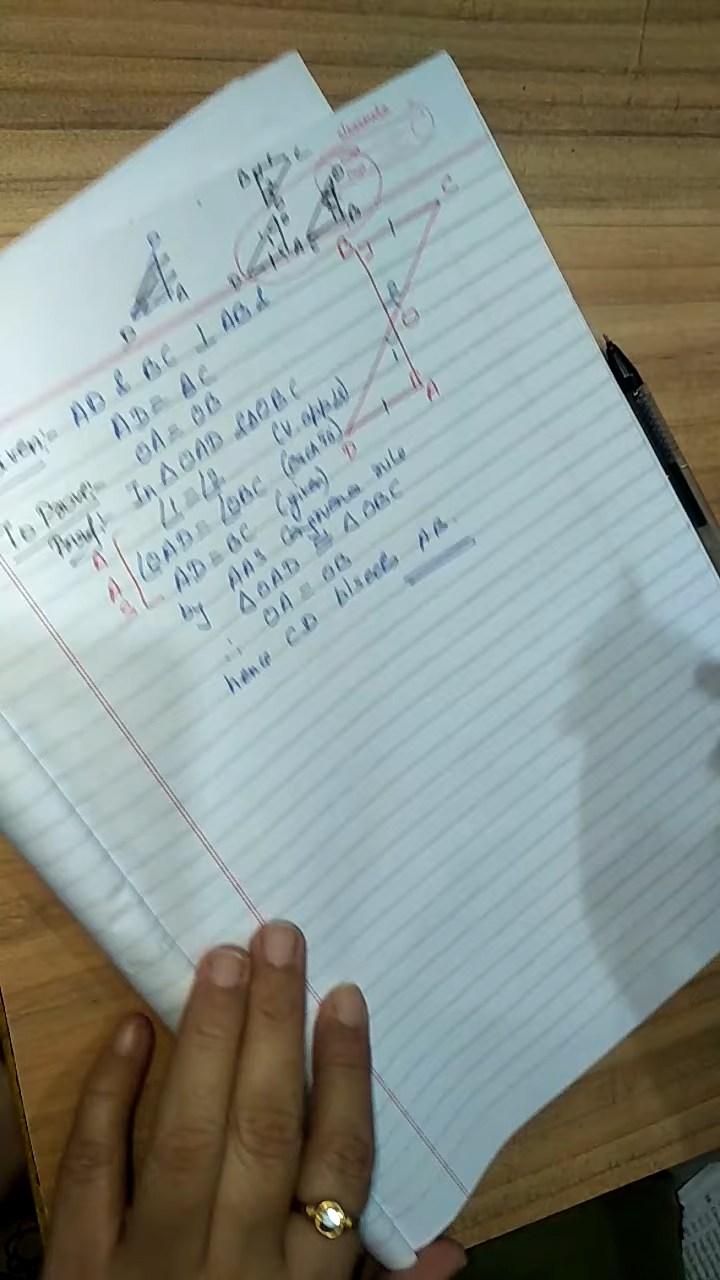 AD & BC ⊥ AB &
AD = BC
To Prove:- OA = OB
Proof:- In △OAD & △OBC
∠1 = ∠2 (V. opp ∠s)
∠OAD = ∠OBC (each 90)
AD = BC (given)
by AAS congruence rule
△OAD ≅ △OBC
∴ OA = OB
hence CD bisects AB.
A
A
S
B
C
O
D
A